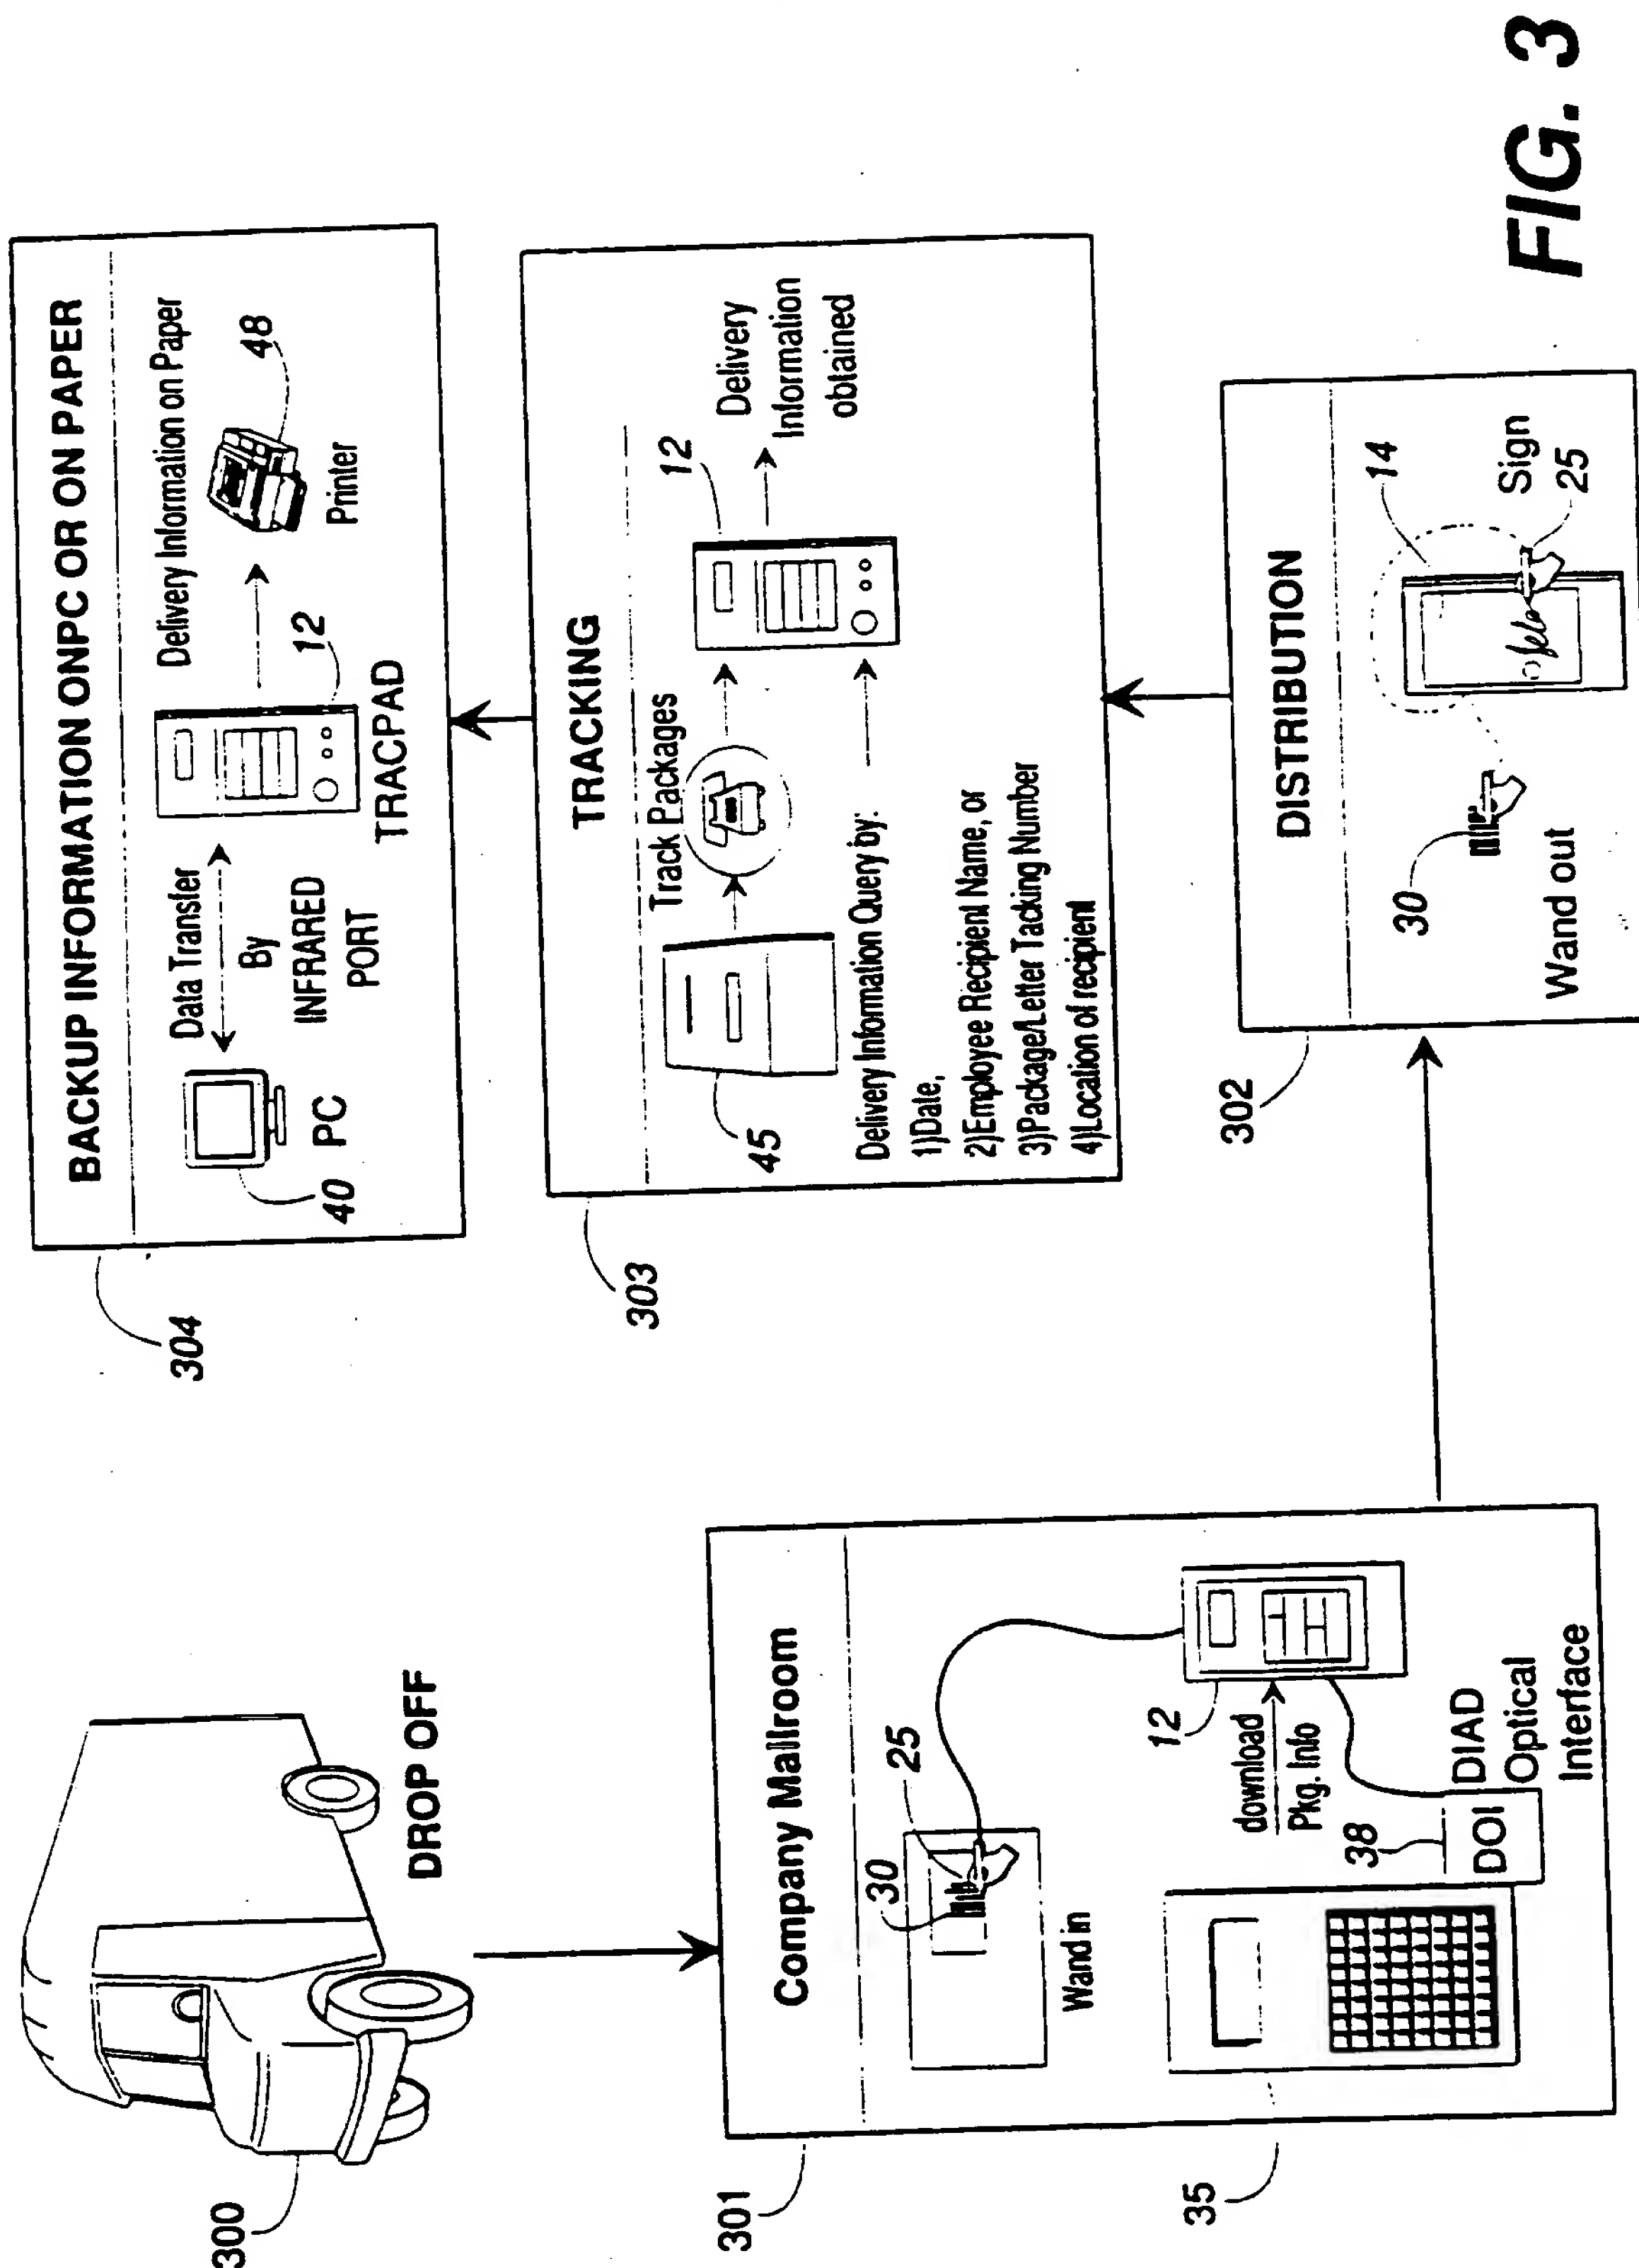 300
DROP OFF
301
Company Mailroom
30
25
Wand in
35
download
Pkg. Info
12
38
DOI
DIAD
Optical
Interface
302
DISTRIBUTION
30
Wand out
14
Sign
25
303
TRACKING
45
Track Packages
12
Delivery
Information
obtained
Delivery Information Query by:
1)Date,
2)Employee Recipient Name, or
3)Package/Letter Tacking Number
4)Location of recipient
304
BACKUP INFORMATION ONPC OR ON PAPER
40
PC
Data Transfer
By
INFRARED
PORT
12
TRACPAD
Delivery Information on Paper
48
Printer
FIG. 3